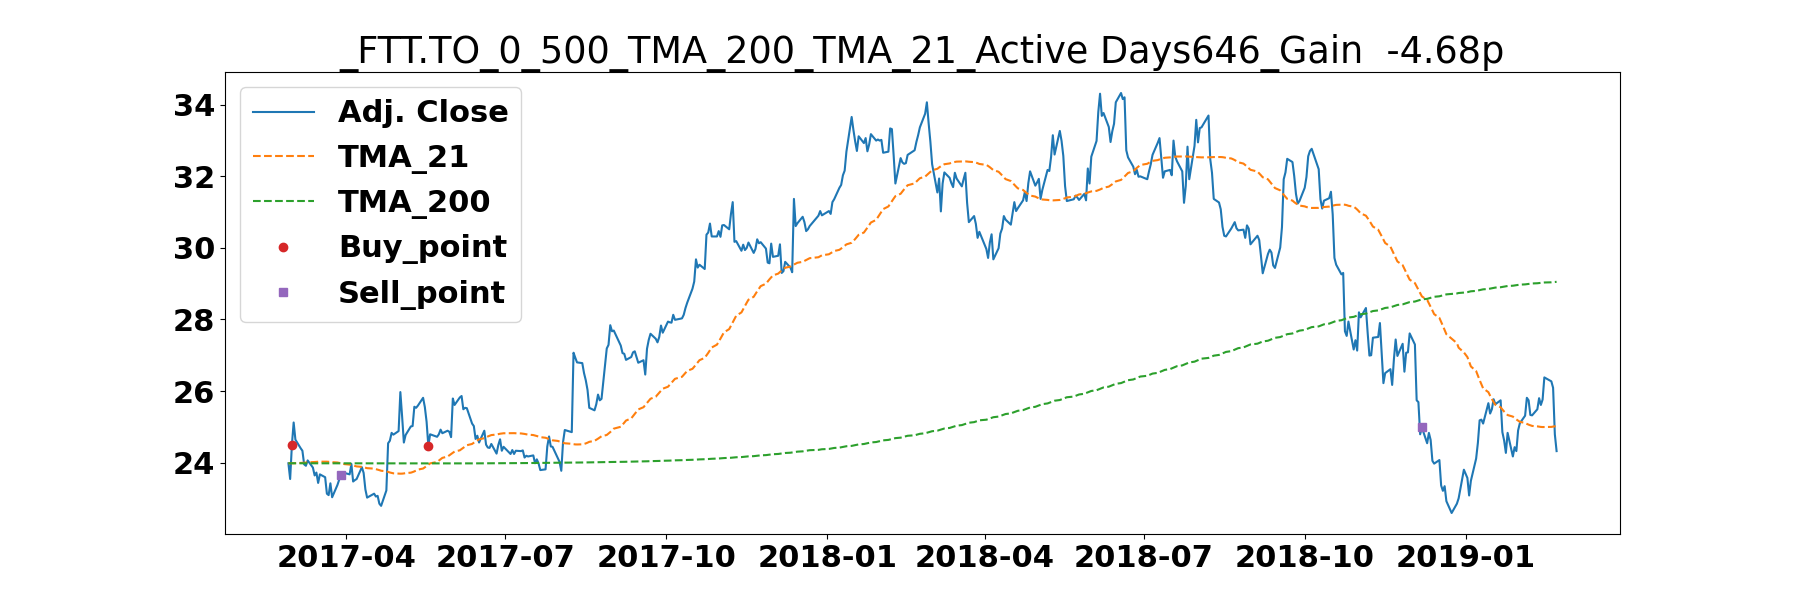 _FTT.TO_0_500_TMA_200_TMA_21_Active Days646_Gain  -4.68p
Adj. Close
TMA_21
TMA_200
Buy_point
Sell_point
34
32
30
28
26
24
2017-04 2017-07 2017-10 2018-01 2018-04 2018-07 2018-10 2019-01